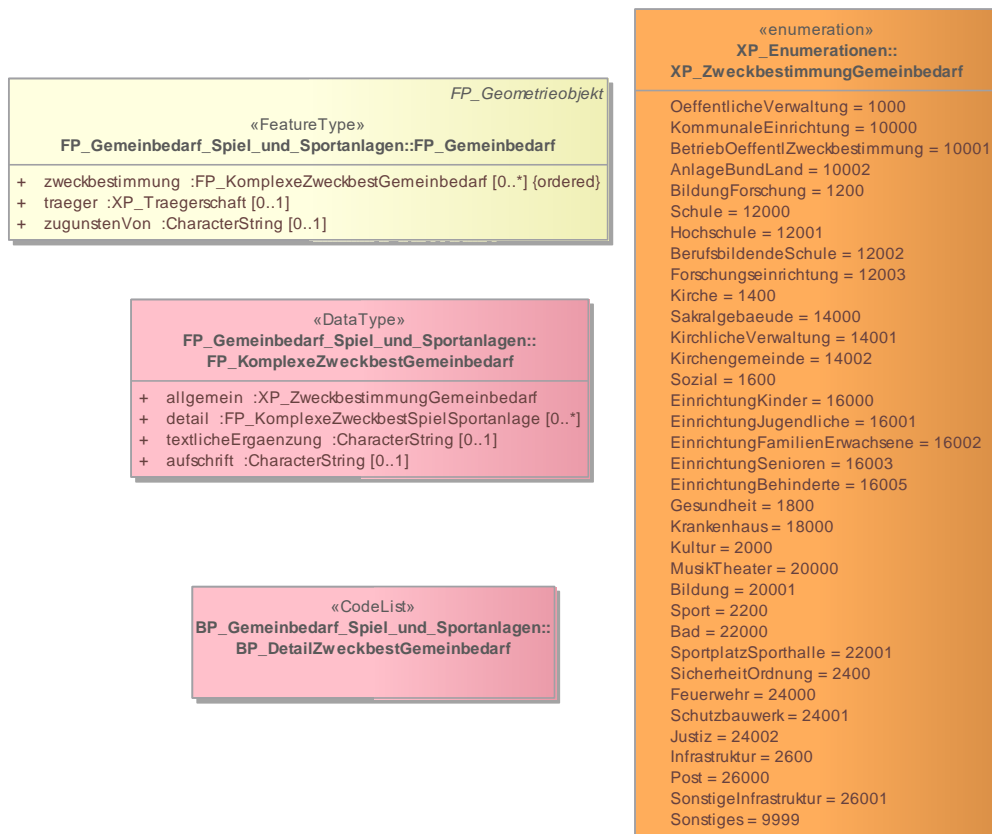 FP_Geometrieobjekt
«FeatureType»
FP_Gemeinbedarf_Spiel_und_Sportanlagen::FP_Gemeinbedarf
+ zweckbestimmung :FP_KomplexeZweckbestGemeinbedarf [0..*] {ordered}
+ traeger :XP_Traegerschaft [0..1]
+ zugunstenVon :CharacterString [0..1]
«DataType»
FP_Gemeinbedarf_Spiel_und_Sportanlagen::
FP_KomplexeZweckbestGemeinbedarf
+ allgemein :XP_ZweckbestimmungGemeinbedarf
+ detail :FP_KomplexeZweckbestSpielSportanlage [0..*]
+ textlicheErgaenzung :CharacterString [0..1]
+ aufschrift :CharacterString [0..1]
«CodeList»
BP_Gemeinbedarf_Spiel_und_Sportanlagen::
BP_DetailZweckbestGemeinbedarf
«enumeration»
XP_Enumerationen::
XP_ZweckbestimmungGemeinbedarf
OeffentlicheVerwaltung = 1000
KommunaleEinrichtung = 10000
BetriebOeffentlZweckbestimmung = 10001
AnlageBundLand = 10002
BildungForschung = 1200
Schule = 12000
Hochschule = 12001
BerufsbildendeSchule = 12002
Forschungseinrichtung = 12003
Kirche = 1400
Sakralgebaeude = 14000
KirchlicheVerwaltung = 14001
Kirchengemeinde = 14002
Sozial = 1600
EinrichtungKinder = 16000
EinrichtungJugendliche = 16001
EinrichtungFamilienErwachsene = 16002
EinrichtungSenioren = 16003
EinrichtungBehinderte = 16005
Gesundheit = 1800
Krankenhaus = 18000
Kultur = 2000
MusikTheater = 20000
Bildung = 20001
Sport = 2200
Bad = 22000
SportplatzSporthalle = 22001
SicherheitOrdnung = 2400
Feuerwehr = 24000
Schutzbauwerk = 24001
Justiz = 24002
Infrastruktur = 2600
Post = 26000
SonstigeInfrastruktur = 26001
Sonstiges = 9999